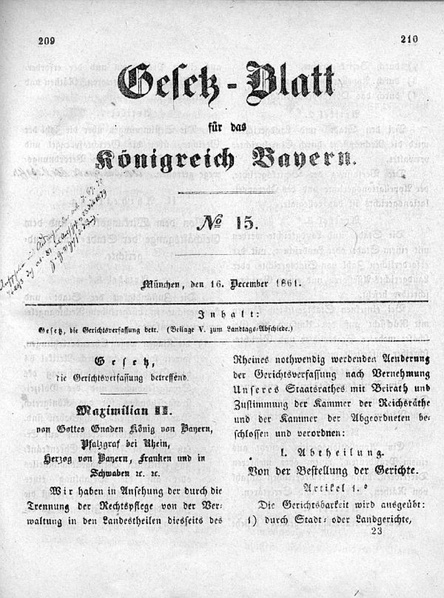 209
210
Gesetz-Blatt
für das
Königreich Bayern.
№ 15.
München, den 16. December 1861.
Inhalt:
Gesetz, die Gerichtsverfassung betr. (Beilage V. zum Landtags-Abschiede.)
Gesetz,
die Gerichtsverfassung betreffend.
Maximilian II.
von Gottes Gnaden König von Bayern,
Pfalzgraf bei Rhein,
Herzog von Bayern, Franken und in
Schwaben ꝛc. ꝛc.
Wir haben in Ansehung der durch die
Trennung der Rechtspflege von der Ver-
waltung in den Landestheilen diesseits des
Rheines nothwendig werdenden Aenderung
der Gerichtsverfassung nach Vernehmung
Unseres Staatsrathes mit Beirath und
Zustimmung der Kammer der Reichsräthe
und der Kammer der Abgeordneten be-
schlossen und verordnen:
I. Abtheilung.
Von der Bestellung der Gerichte.
Artikel 1.
Die Gerichtsbarkeit wird ausgeübt:
1) durch Stadt- oder Landgerichte,
23